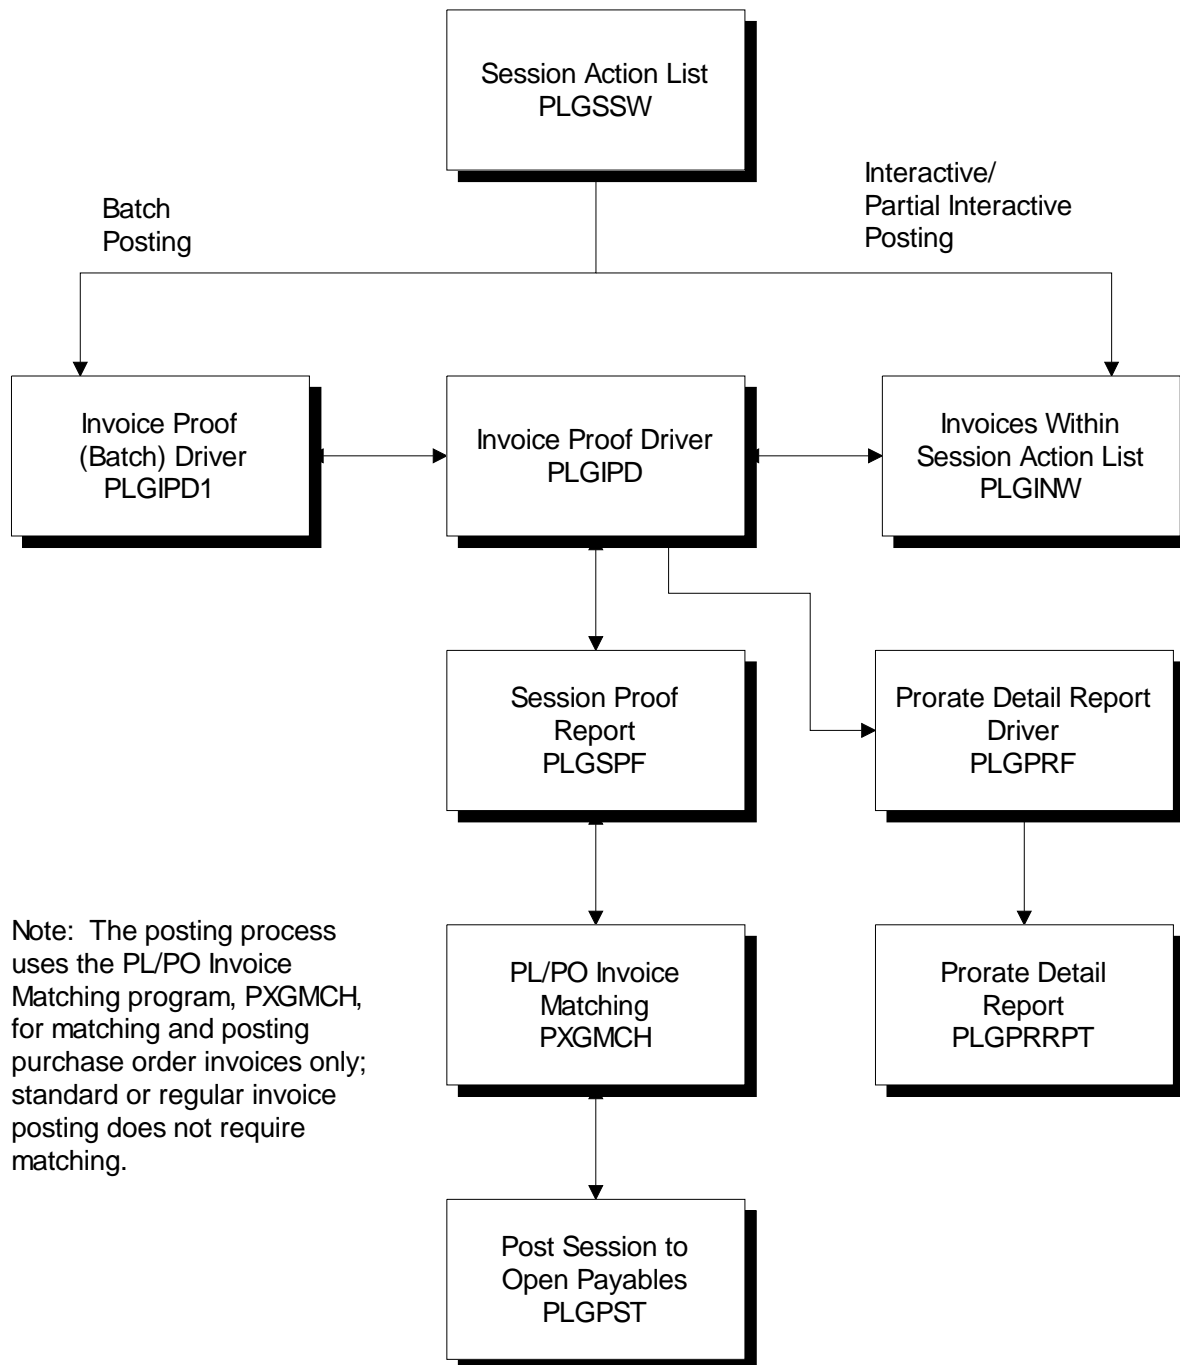 Session Action List
PLGSSW
Batch
Posting
Interactive/
Partial Interactive
Posting
Invoice Proof
(Batch) Driver
PLGIPD1
Invoice Proof Driver
PLGIPD
Invoices Within
Session Action List
PLGINW
Session Proof
Report
PLGSPF
Prorate Detail Report
Driver
PLGPRF
Note:  The posting process
uses the PL/PO Invoice
Matching program, PXGMCH,
for matching and posting
purchase order invoices only;
standard or regular invoice
posting does not require
matching.
PL/PO Invoice
Matching
PXGMCH
Prorate Detail
Report
PLGPRRPT
Post Session to
Open Payables
PLGPST